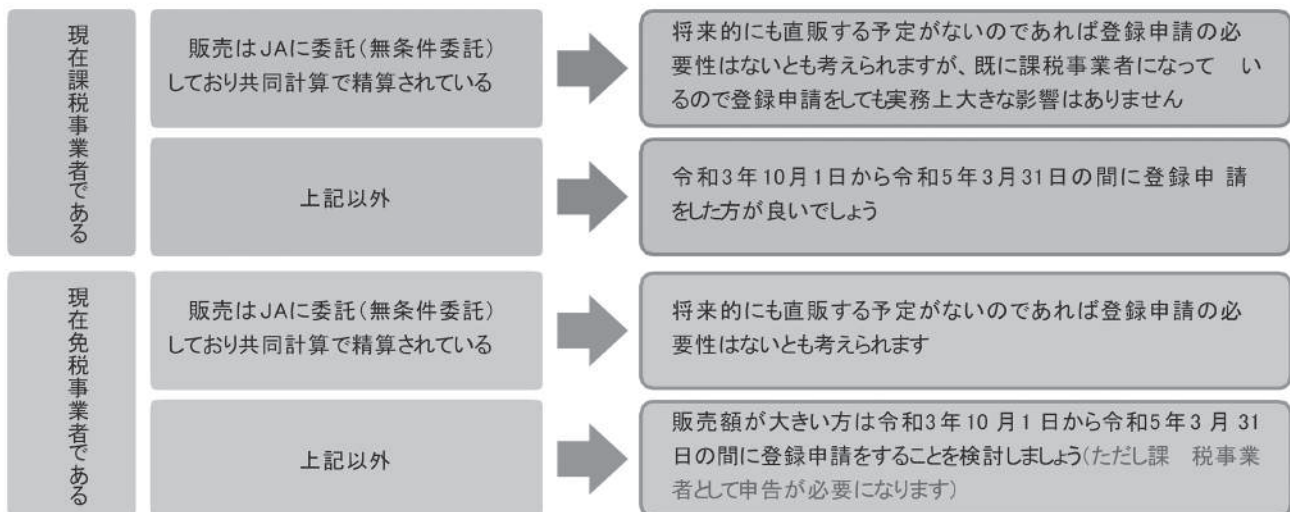 現在課税事業者である
販売はJAに委託(無条件委託)
しており共同計算で精算されている
将来的にも直販する予定がないのであれば登録申請の必
要性はないとも考えられますが、既に課税事業者になって　い
るので登録申請をしても実務上大きな影響はありません
上記以外
令和3年10月1日から令和5年3月31日の間に登録申 請
をした方が良いでしょう
現在免税事業者である
販売はJAに委託(無条件委託)
しており共同計算で精算されている
将来的にも直販する予定がないのであれば登録申請の必
要性はないとも考えられます
上記以外
販売額が大きい方は令和3年10 月1 日から令和5年3 月 31
日の間に登録申請をすることを検討しましょう(ただし課　税事業
者として申告が必要になります)